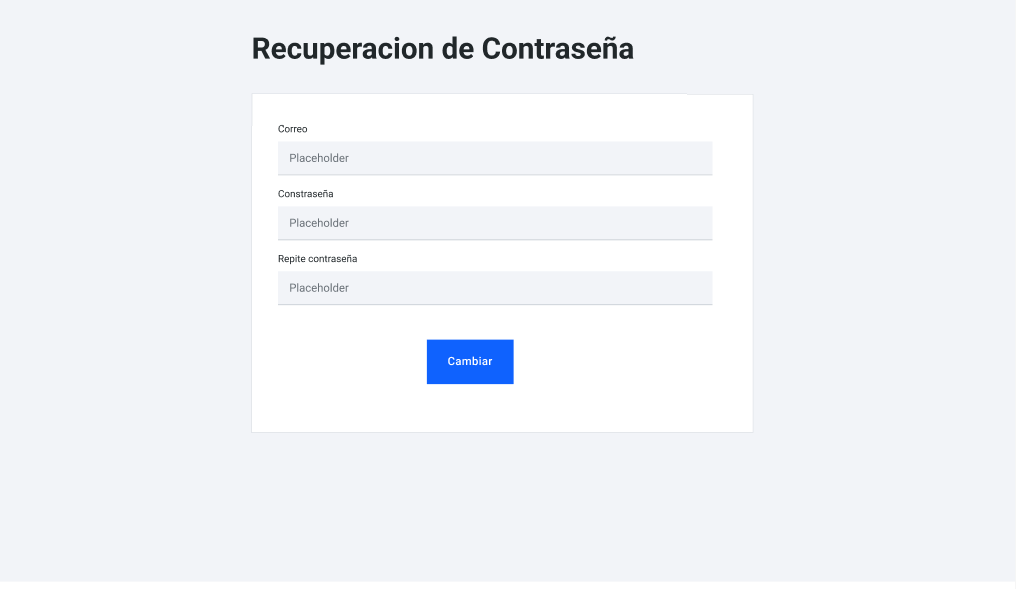 Recuperacion de Contraseña
Correo
Placeholder
Constraseña
Placeholder
Repite contraseña
Placeholder
Cambiar